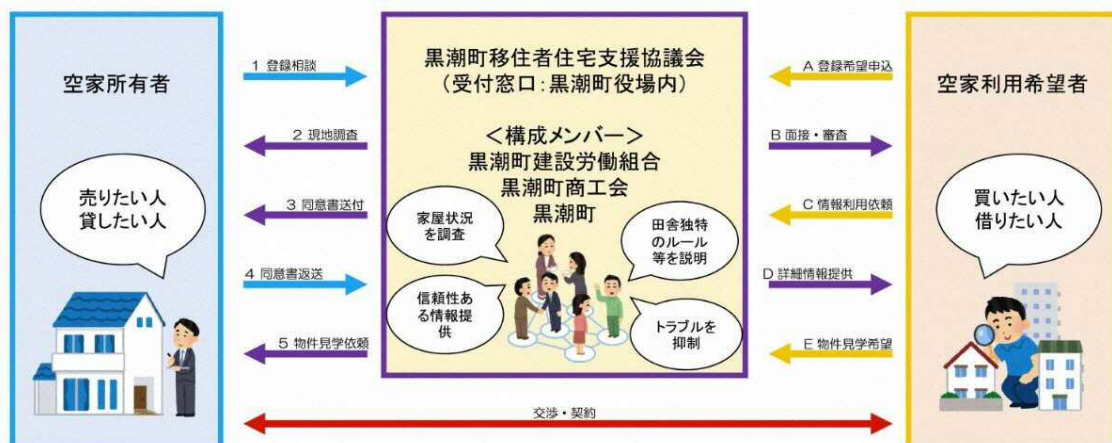 空家所有者
売りたい人
貸したい人
1 登録相談
2 現地調査
3 同意書送付
4 同意書返送
5 物件見学依頼
黒潮町移住者住宅支援協議会
（受付窓口：黒潮町役場内）
＜構成メンバー＞
黒潮町建設労働組合
黒潮町商工会
黒潮町
家屋状況
を調査
田舎独特
のルール
等を説明
信頼性あ
る情報提
供
トラブルを
抑制
A 登録希望申込
B 面接・審査
C 情報利用依頼
D 詳細情報提供
E 物件見学希望
空家利用希望者
買いたい人
借りたい人
交渉・契約